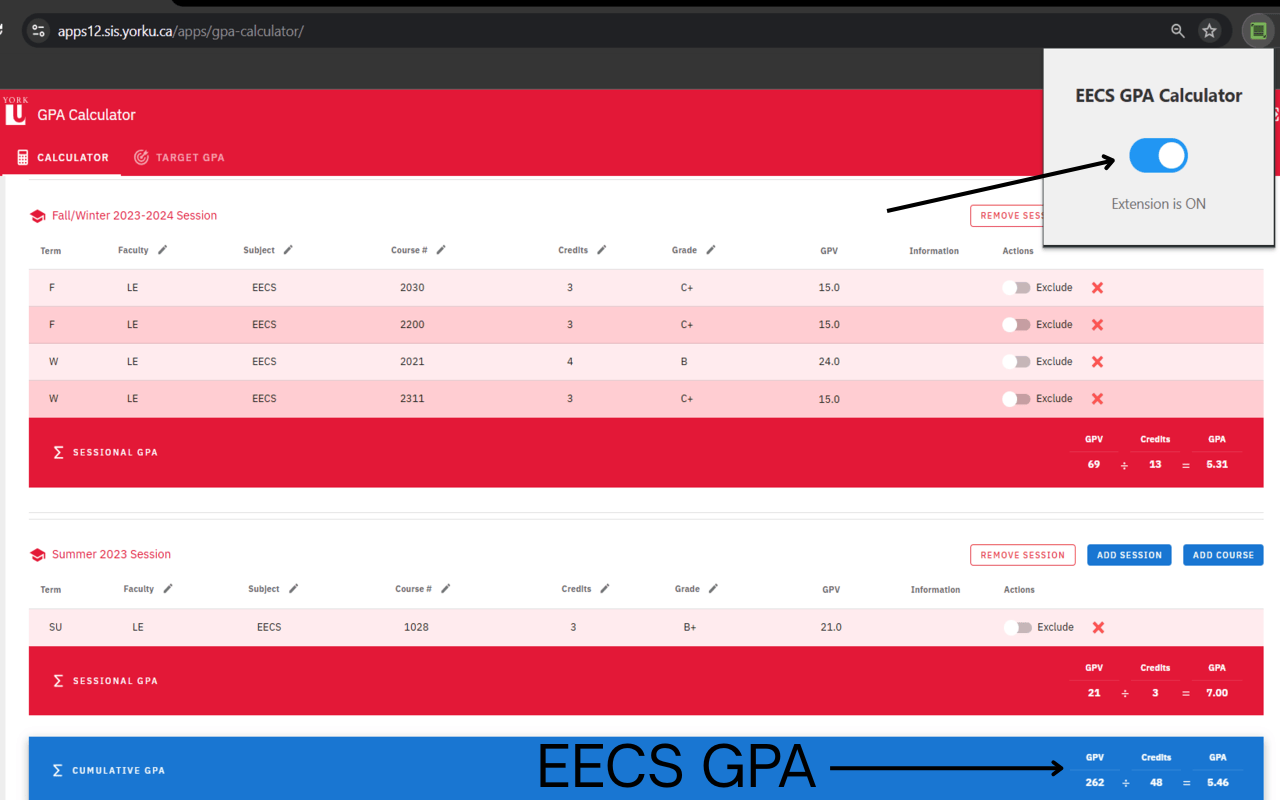 apps12.sis.yorku.ca/apps/gpa-calculator/
EECS GPA Calculator
Extension is ON
YORK U
GPA Calculator
CALCULATOR TARGET GPA
Fall/Winter 2023-2024 Session
Term Faculty Subject Course # Credits Grade GPV Information Actions
F LE EECS 2030 3 C+ 15.0 Exclude
F LE EECS 2200 3 C+ 15.0 Exclude
W LE EECS 2021 4 B 24.0 Exclude
W LE EECS 2311 3 C+ 15.0 Exclude
GPV Credits GPA
SESSIONAL GPA
69 ÷ 13 = 5.31
Summer 2023 Session REMOVE SESSION ADD SESSION ADD COURSE
Term Faculty Subject Course # Credits Grade GPV Information Actions
SU LE EECS 1028 3 B+ 21.0 Exclude
GPV Credits GPA
SESSIONAL GPA
21 ÷ 3 = 7.00
EECS GPA
GPV Credits GPA
CUMULATIVE GPA
262 ÷ 48 = 5.46